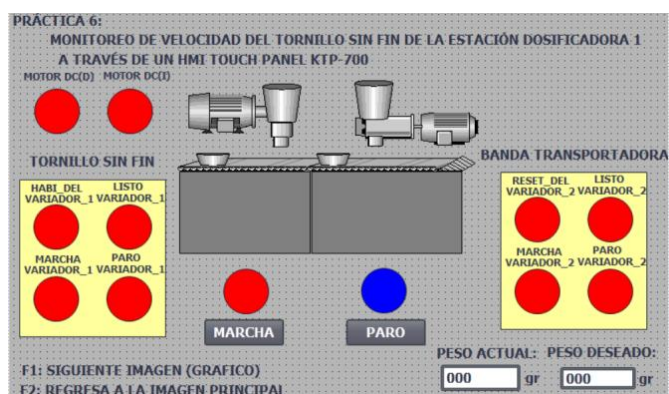 PRÁCTICA 6:
MONITOREO DE VELOCIDAD DEL TORNILLO SIN FIN DE LA ESTACIÓN DOSIFICADORA 1
A TRAVÉS DE UN HMI TOUCH PANEL KTP-700
MOTOR DC(D) MOTOR DC(I)
TORNILLO SIN FIN
BANDA TRANSPORTADORA
HABI_DEL
VARIADOR_1
LISTO
VARIADOR_1
RESET_DEL
VARIADOR_2
LISTO
VARIADOR_2
MARCHA
VARIADOR_1
PARO
VARIADOR_1
MARCHA
VARIADOR_2
PARO
VARIADOR_2
MARCHA
PARO
PESO ACTUAL: PESO DESEADO:
000 gr 000 gr
F1: SIGUIENTE IMAGEN (GRAFICO)
F2: REGRESA A LA IMAGEN PRINCIPAL